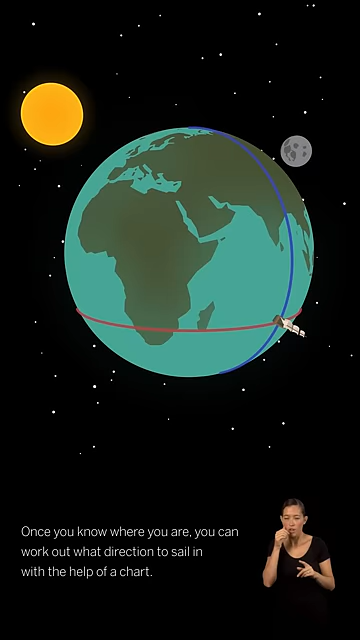 Once you know where you are, you can
work out what direction to sail in
with the help of a chart.